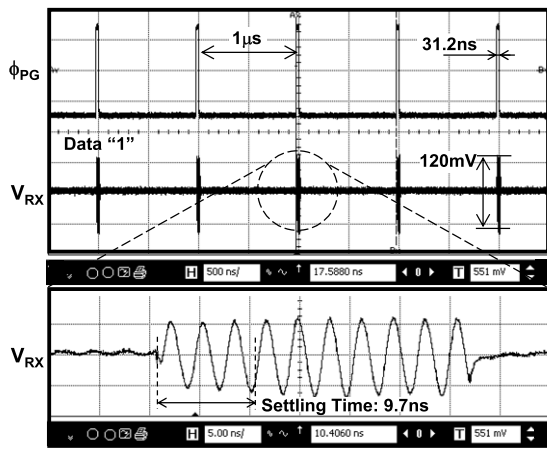 1μs
31.2ns
ϕPG
Data “1”
120mV
VRX
H 500 ns/ 17.5880 ns 0 T 551 mV
VRX
Settling Time: 9.7ns
H 5.00 ns/ 10.4060 ns 0 T 551 mV